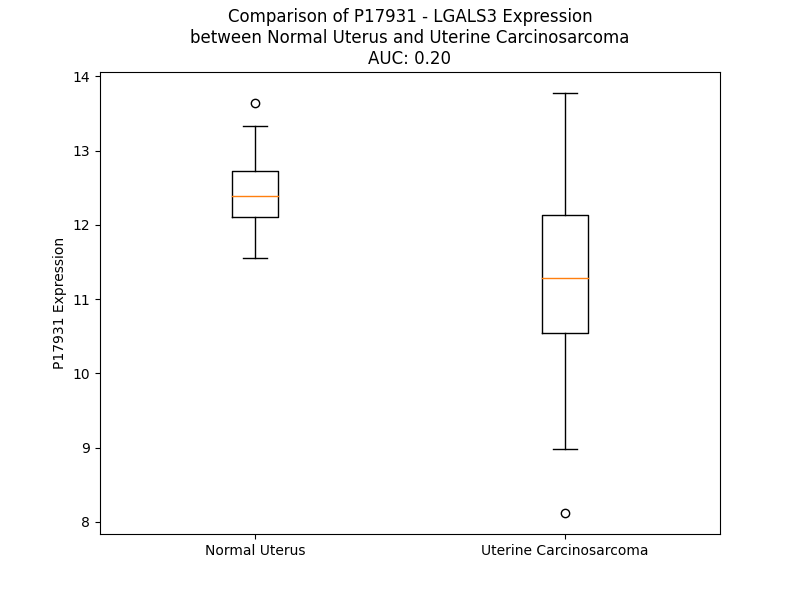 Comparison of P17931 - LGALS3 Expression
between Normal Uterus and Uterine Carcinosarcoma
AUC: 0.20
14
13
12
11
10
9
8
P17931 Expression
Normal Uterus
Uterine Carcinosarcoma